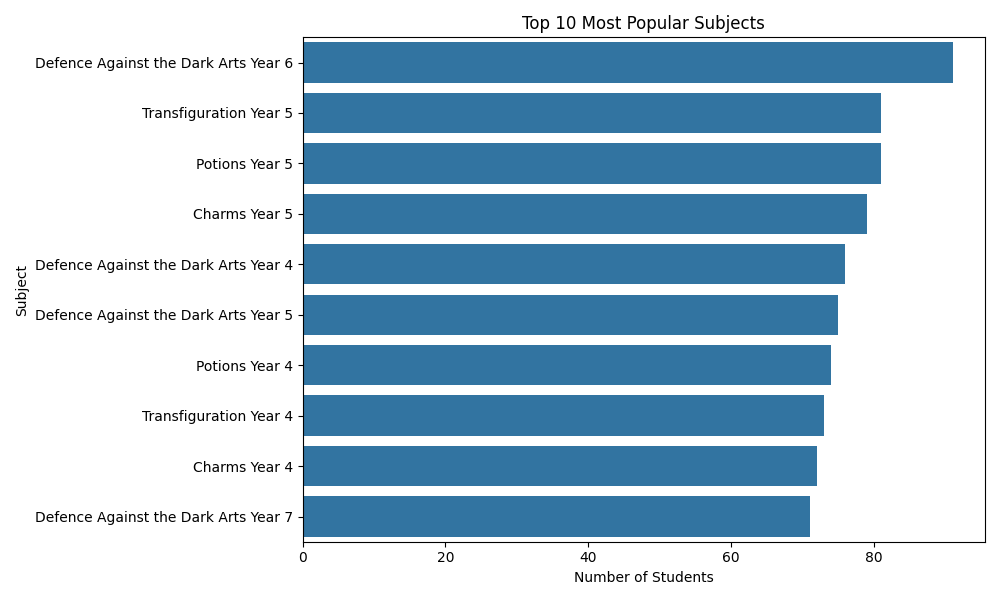 Top 10 Most Popular Subjects
Subject
Defence Against the Dark Arts Year 6
Transfiguration Year 5
Potions Year 5
Charms Year 5
Defence Against the Dark Arts Year 4
Defence Against the Dark Arts Year 5
Potions Year 4
Transfiguration Year 4
Charms Year 4
Defence Against the Dark Arts Year 7
0 20 40 60 80
Number of Students